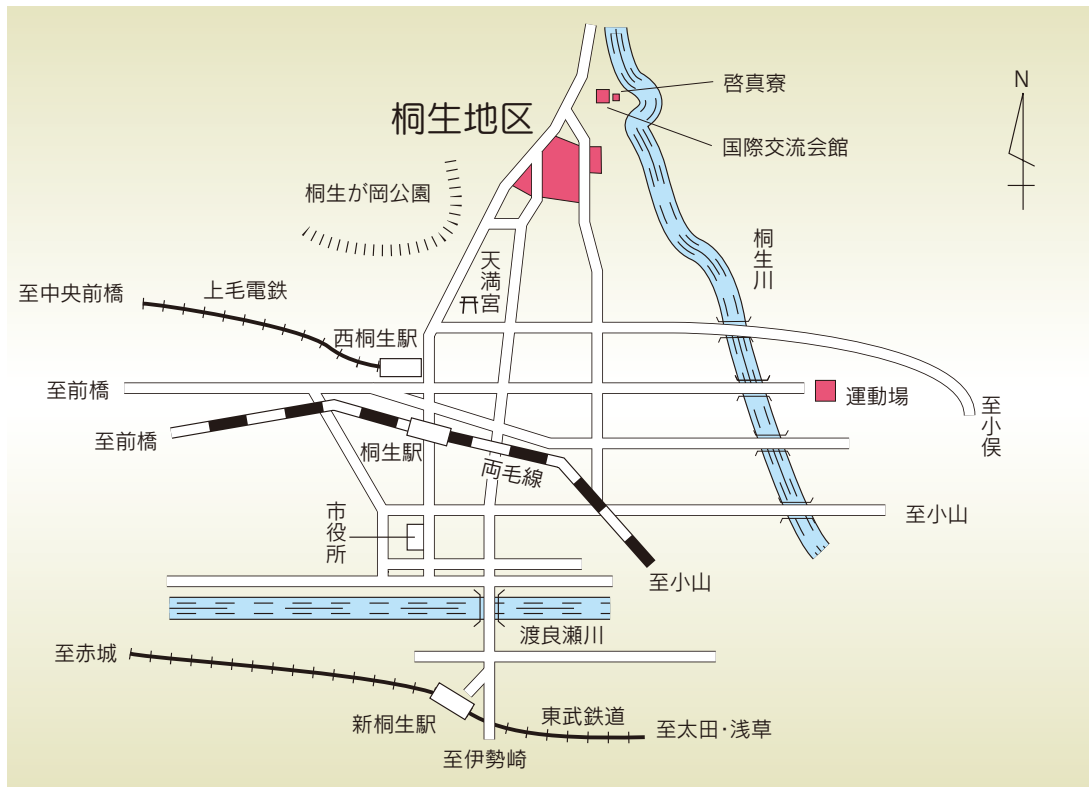 啓真寮
N
桐生地区
国際交流会館
桐生が岡公園
桐生川
天満宮
至中央前橋
上毛電鉄
西桐生駅
至前橋
運動場
至小俣
至前橋
桐生駅
両毛線
市役所
至小山
至小山
渡良瀬川
至赤城
新桐生駅
東武鉄道
至太田・浅草
至伊勢崎